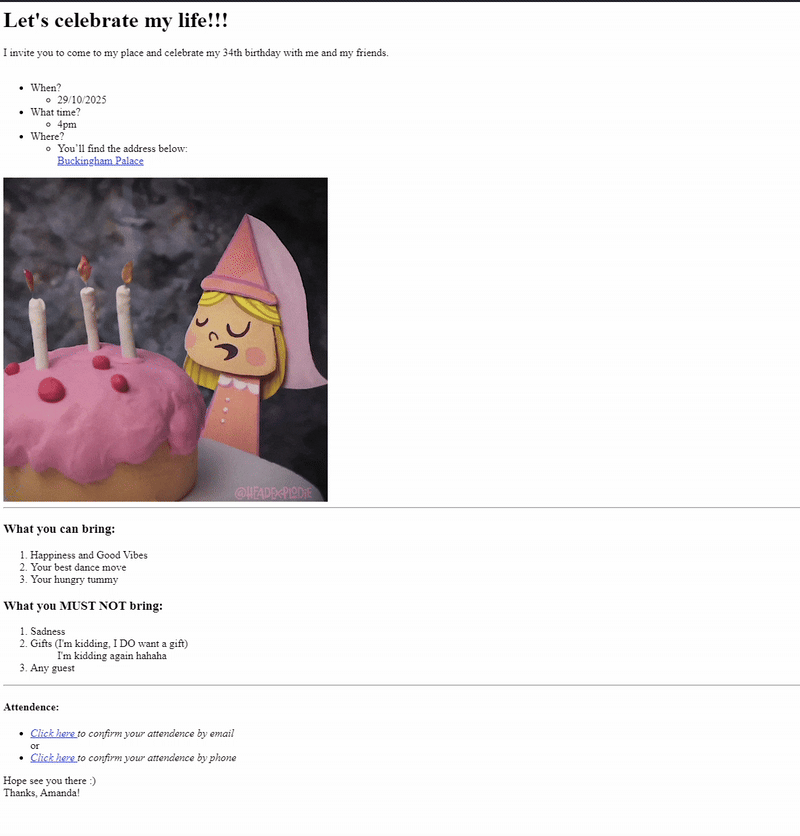 Let's celebrate my life!!!
I invite you to come to my place and celebrate my 34th birthday with me and my friends.
When?
29/10/2025
What time?
4pm
Where?
You'll find the address below:
Buckingham Palace
@HEADEXPLODIE
What you can bring:
1. Happiness and Good Vibes
2. Your best dance move
3. Your hungry tummy
What you MUST NOT bring:
1. Sadness
2. Gifts (I'm kidding, I DO want a gift)
I'm kidding again hahaha
3. Any guest
Attendence:
Click here to confirm your attendence by email
or
Click here to confirm your attendence by phone
Hope see you there :)
Thanks, Amanda!